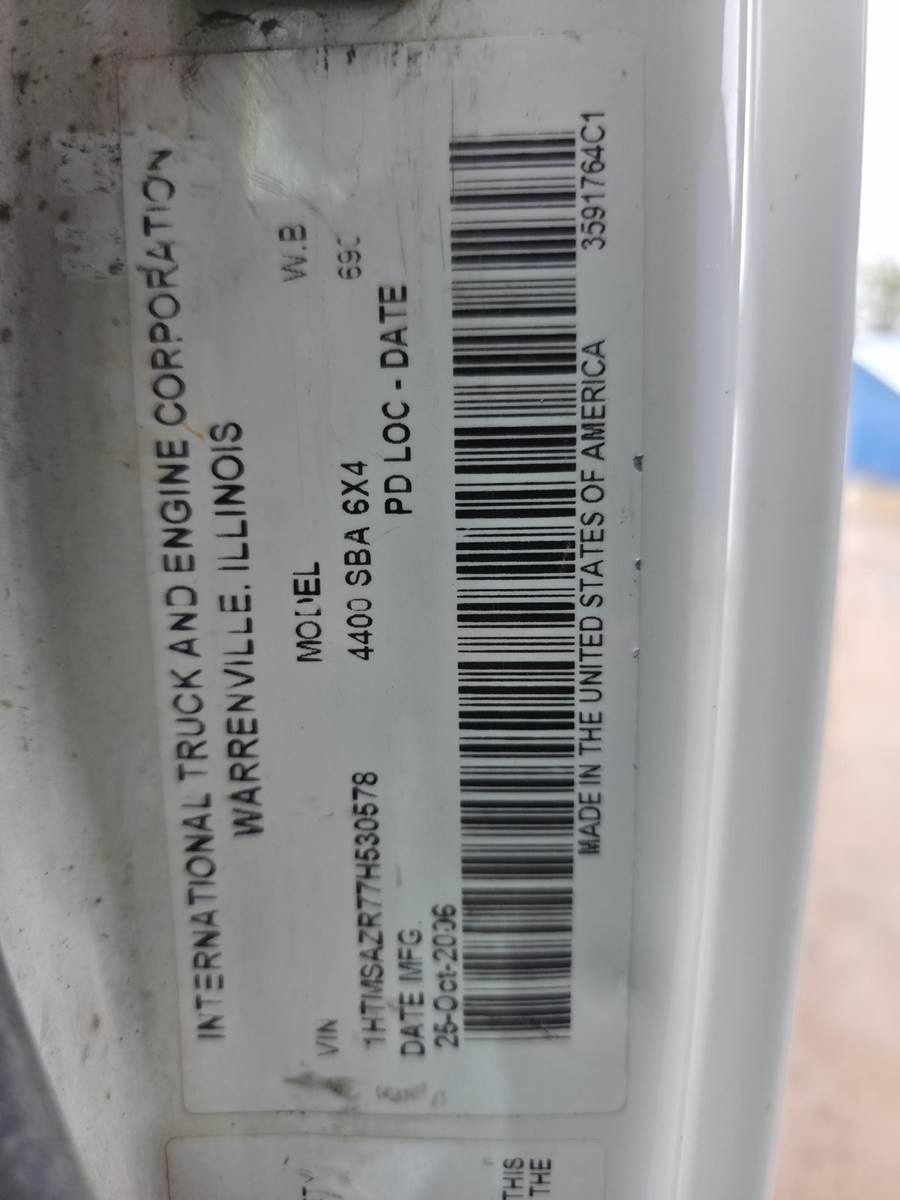 INTERNATIONAL TRUCK AND ENGINE CORPORATION
WARRENVILLE, ILLINOIS
VIN MODEL W.B
1HTMSAZR77H530578 4400 SBA 6X4
DATE MFG. PD LOC - DATE
25-Oct-2006
MADE IN THE UNITED STATES OF AMERICA 3591764C1
THIS
THE